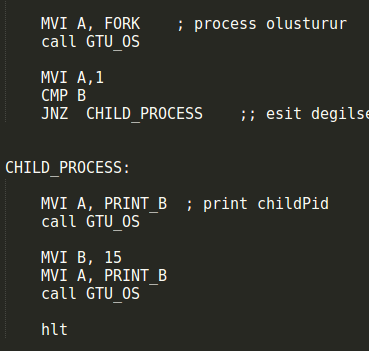 MVI A, FORK    ; process olusturur
call GTU_OS
MVI A,1
CMP B
JNZ  CHILD_PROCESS    ;; esit degilse
CHILD_PROCESS:
MVI A, PRINT_B  ; print childPid
call GTU_OS
MVI B, 15
MVI A, PRINT_B
call GTU_OS
hlt